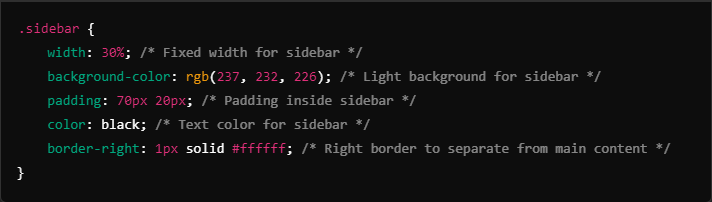 .sidebar {
    width: 30%; /* Fixed width for sidebar */
    background-color: rgb(237, 232, 226); /* Light background for sidebar */
    padding: 70px 20px; /* Padding inside sidebar */
    color: black; /* Text color for sidebar */
    border-right: 1px solid #ffffff; /* Right border to separate from main content */
}